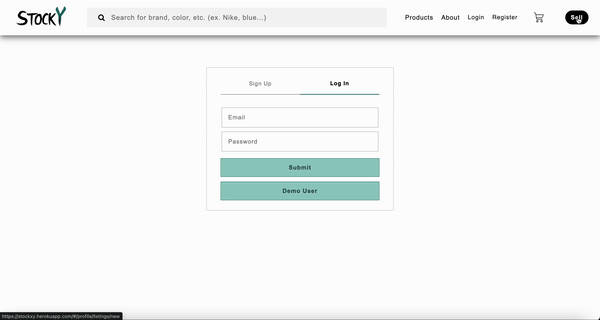 STOCKY
Search for brand, color, etc. (ex. Nike, blue...)
Products About Login Register Sell
Sign Up Log In
Email
Password
Submit
Demo User
https://stockxy.herokuapp.com/#/profile/listings/new